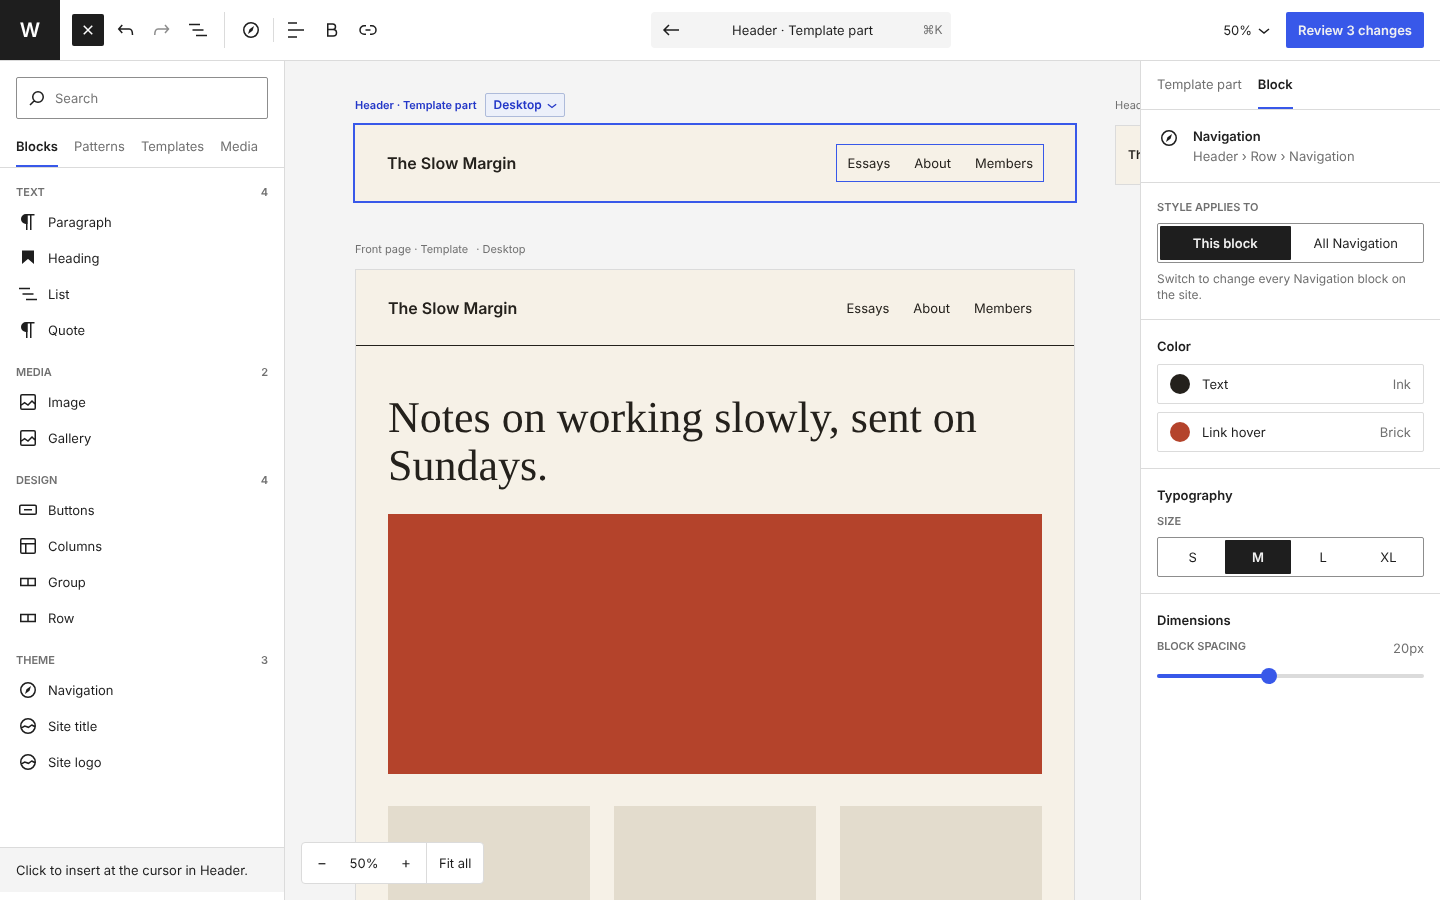 W
Header · Template part
⌘K
50%
Review 3 changes
Search
Blocks
Patterns
Templates
Media
TEXT
4
Paragraph
Heading
List
Quote
MEDIA
2
Image
Gallery
DESIGN
4
Buttons
Columns
Group
Row
THEME
3
Navigation
Site title
Site logo
Click to insert at the cursor in Header.
Header · Template part
Desktop
The Slow Margin
Essays
About
Members
Front page · Template · Desktop
The Slow Margin
Essays
About
Members
Notes on working slowly, sent on
Sundays.
− 50% +
Fit all
Head
Th
Template part
Block
Navigation
Header › Row › Navigation
STYLE APPLIES TO
This block
All Navigation
Switch to change every Navigation block on
the site.
Color
Text
Ink
Link hover
Brick
Typography
SIZE
S
M
L
XL
Dimensions
BLOCK SPACING
20px